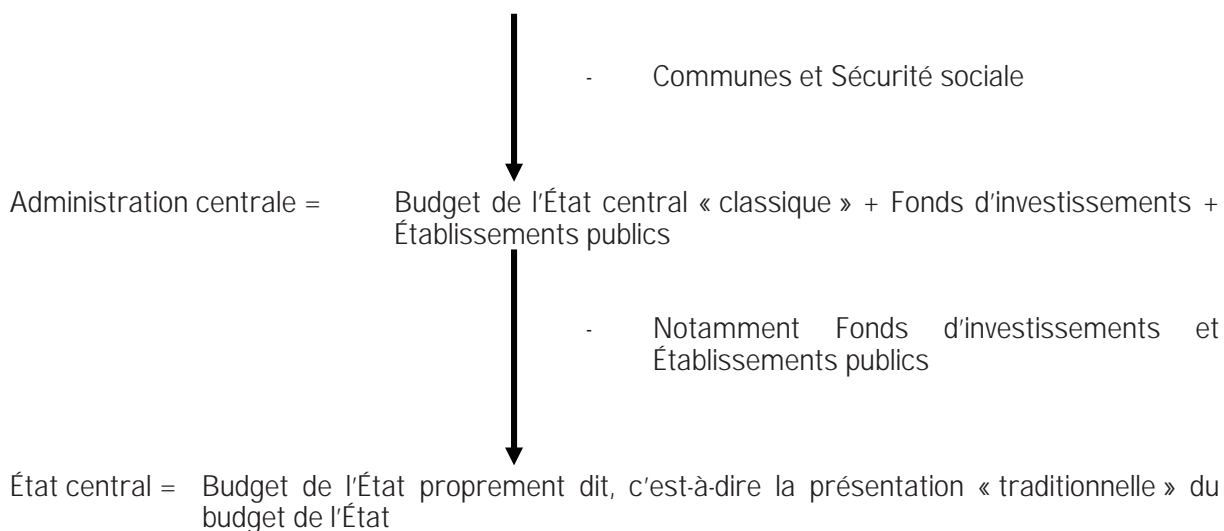 - Communes et Sécurité sociale
Administration centrale = Budget de l'État central « classique » + Fonds d'investissements +
Établissements publics
- Notamment Fonds d'investissements et
Établissements publics
État central = Budget de l'État proprement dit, c'est-à-dire la présentation « traditionnelle » du
budget de l'État